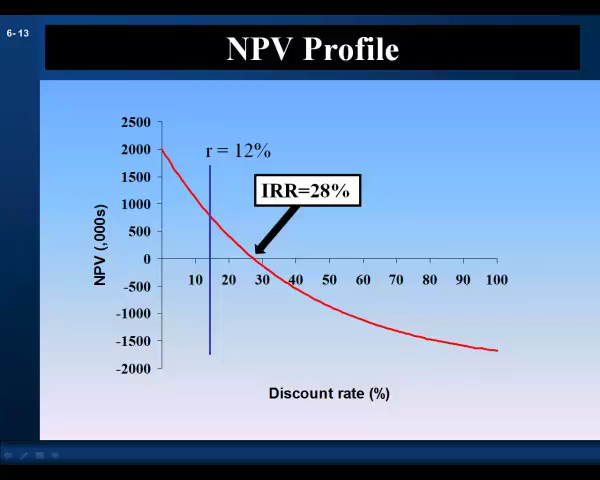 6-13
NPV Profile
2500
2000
1500
1000
500
0
-500
-1000
-1500
-2000
NPV (,000s)
r = 12%
IRR=28%
10 20 30 40 50 60 70 80 90 100
Discount rate (%)